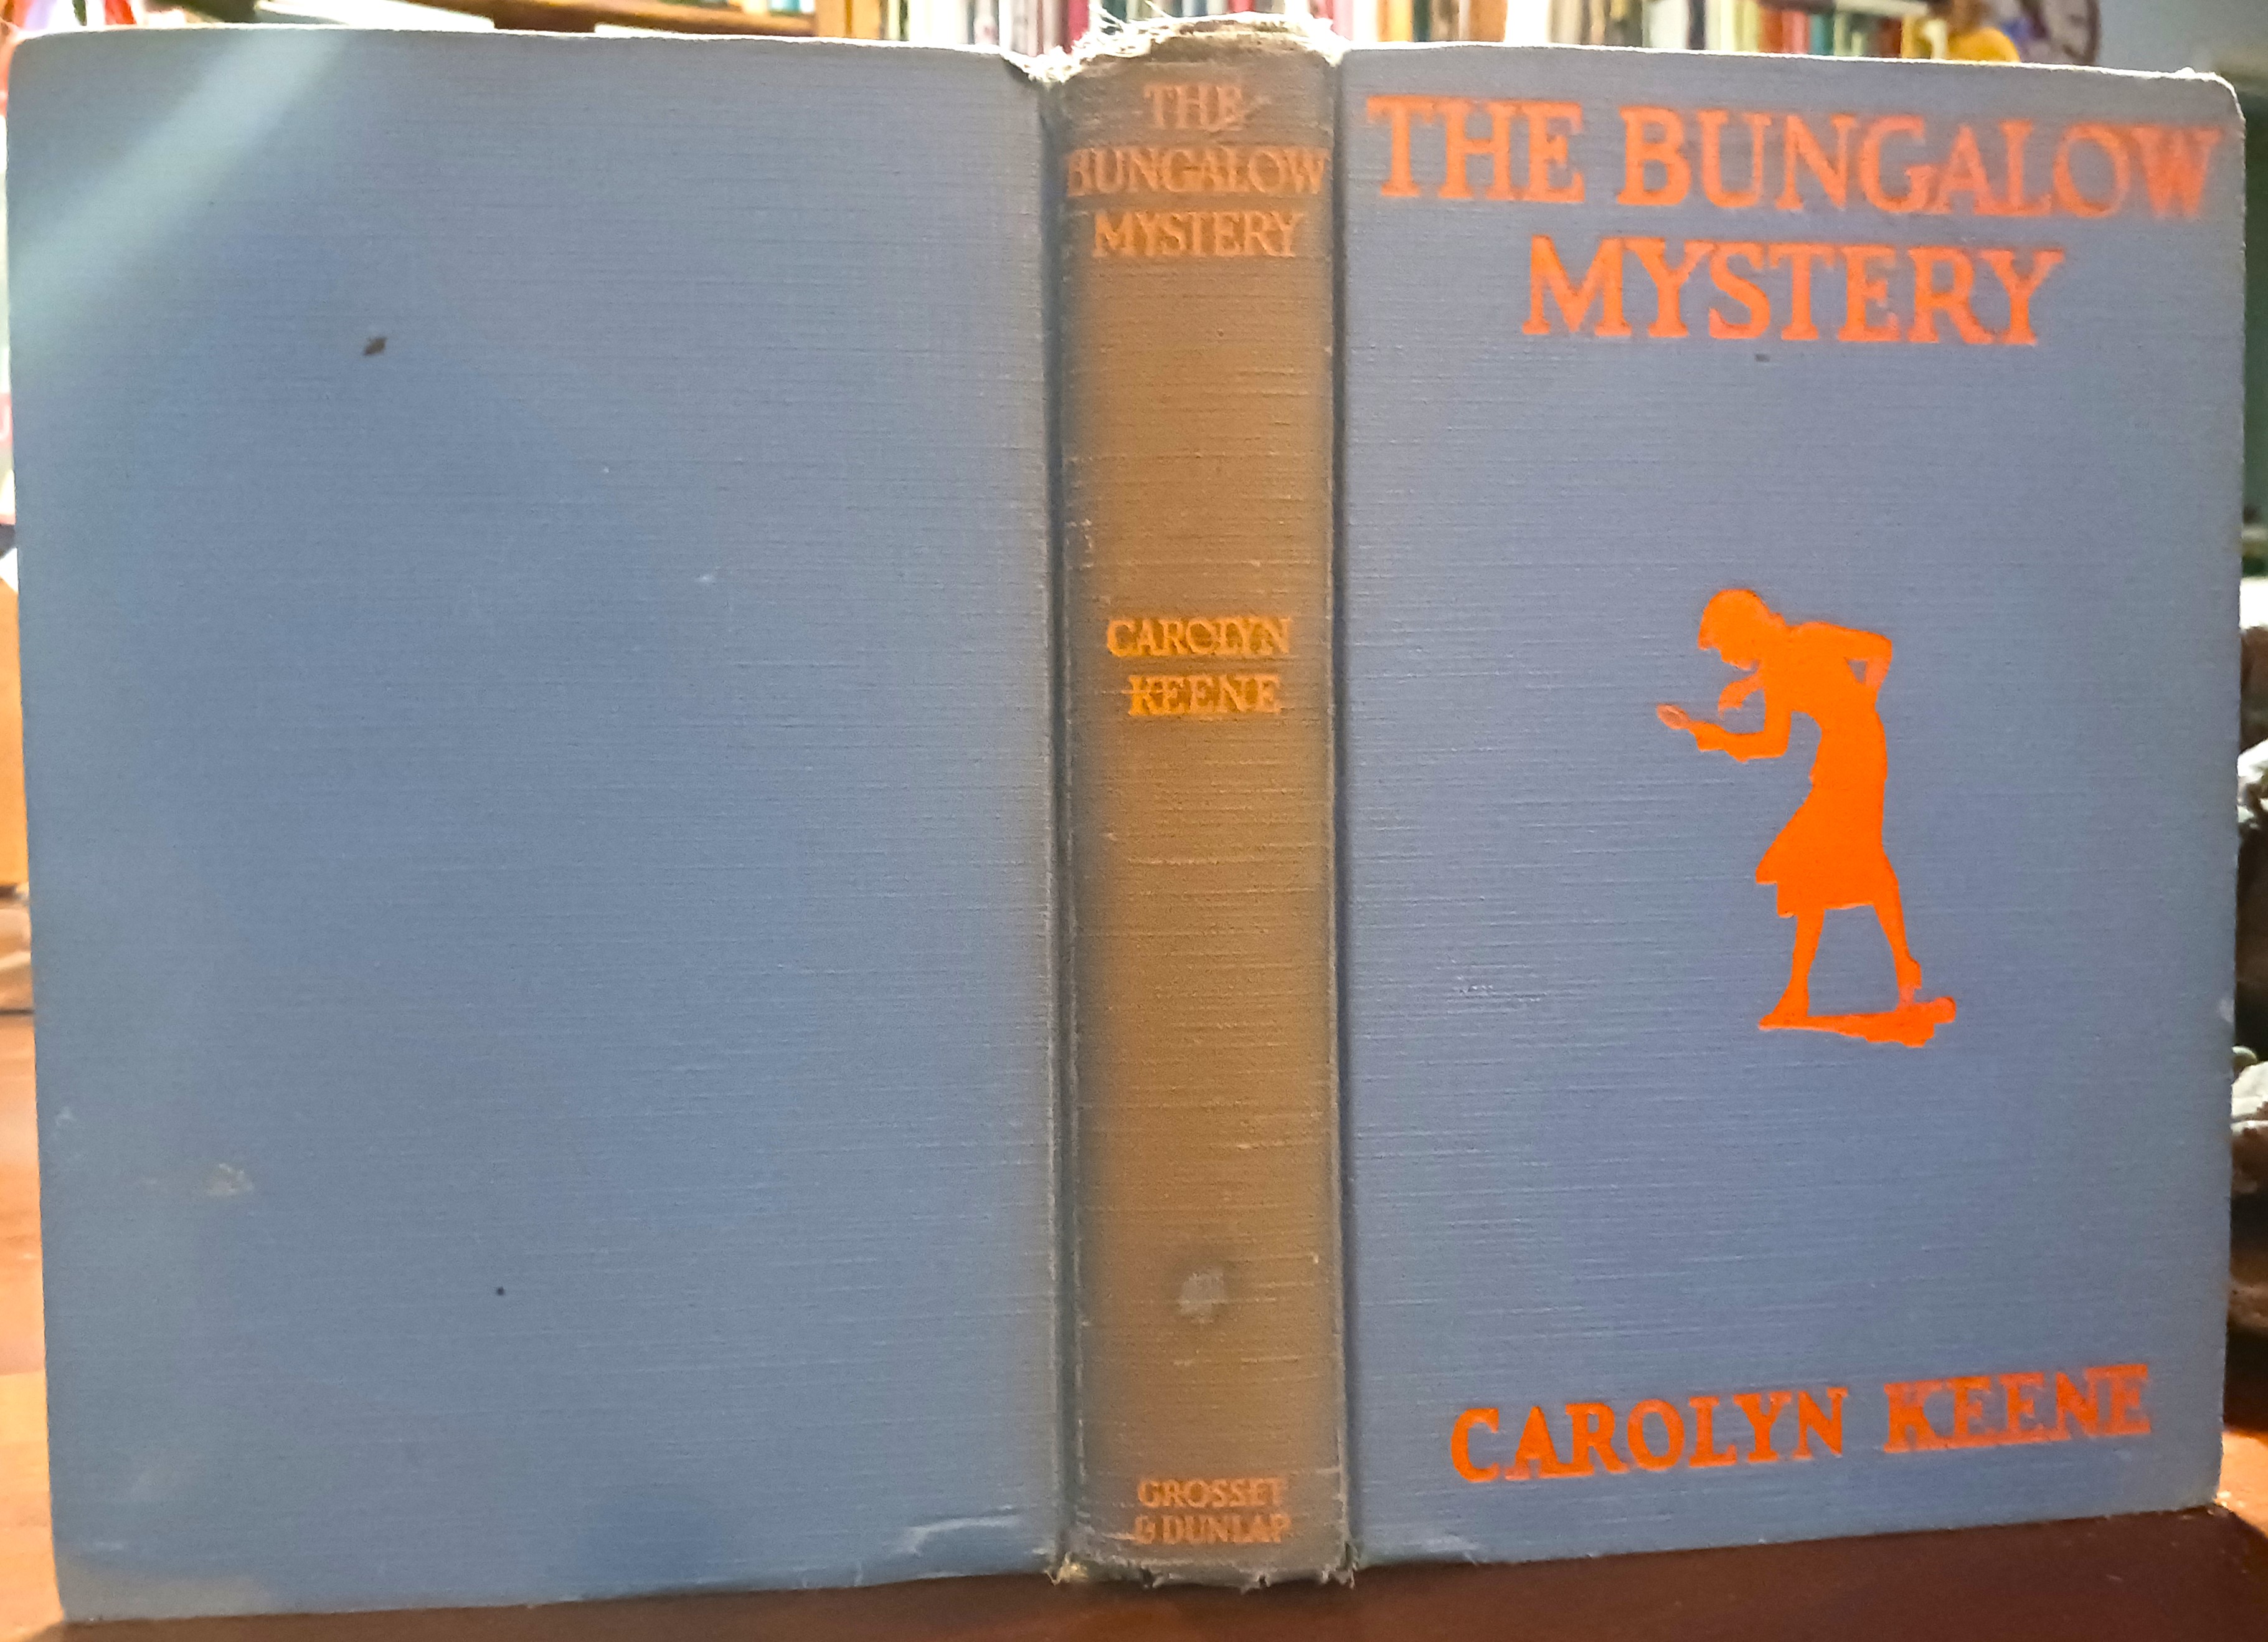 THE
BUNGALOW
MYSTERY
CAROLYN
KEENE
GROSSET
& DUNLAP
THE BUNGALOW
MYSTERY
CAROLYN KEENE